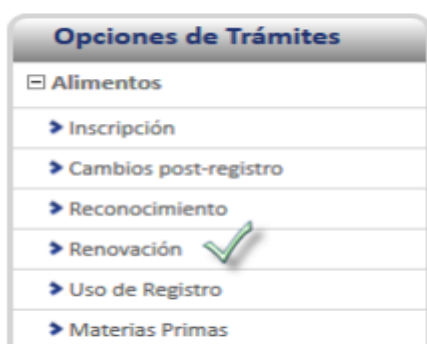 Opciones de Trámites
Alimentos
Inscripción
Cambios post-registro
Reconocimiento
Renovación
Uso de Registro
Materias Primas